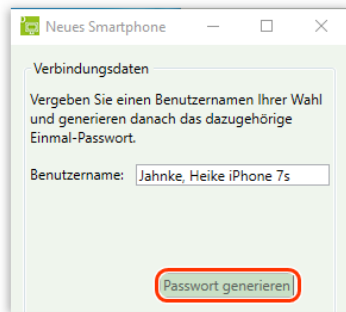 Neues Smartphone
Verbindungsdaten
Vergeben Sie einen Benutzernamen Ihrer Wahl
und generieren danach das dazugehörige
Einmal-Passwort.
Benutzername: Jahnke, Heike iPhone 7s
Passwort generieren